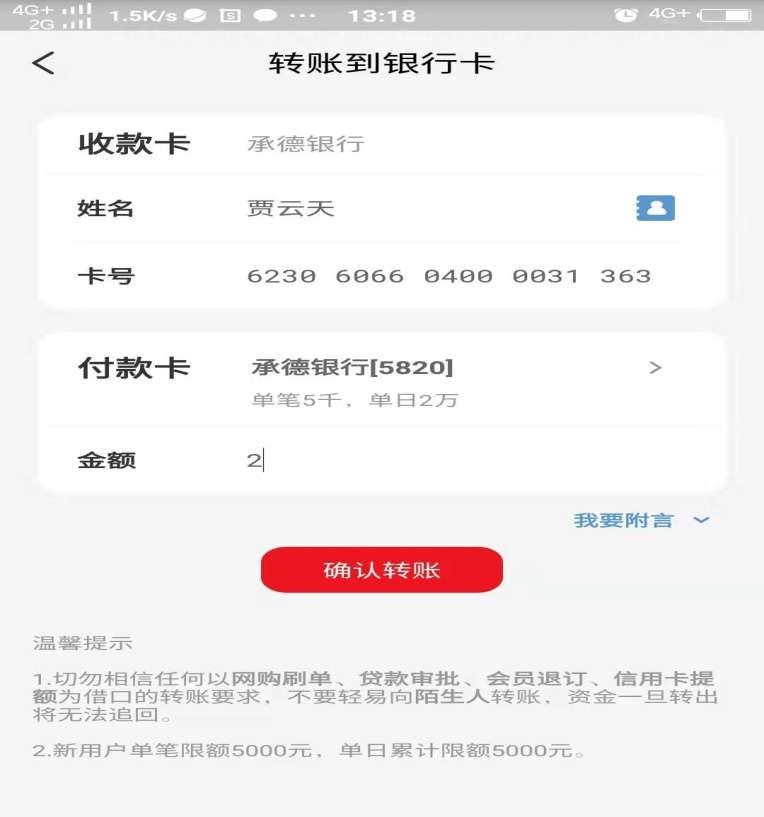 4G+ 1.5K/s 13:18 4G+
2G
转账到银行卡
收款卡 承德银行
姓名 贾云天
卡号 6230 6066 0400 0031 363
付款卡 承德银行[5820]
单笔5千，单日2万
金额 2
我要附言
确认转账
温馨提示
1.切勿相信任何以网购刷单、贷款审批、会员退订、信用卡提
额为借口的转账要求，不要轻易向陌生人转账，资金一旦转出
将无法追回。
2.新用户单笔限额5000元，单日累计限额5000元。